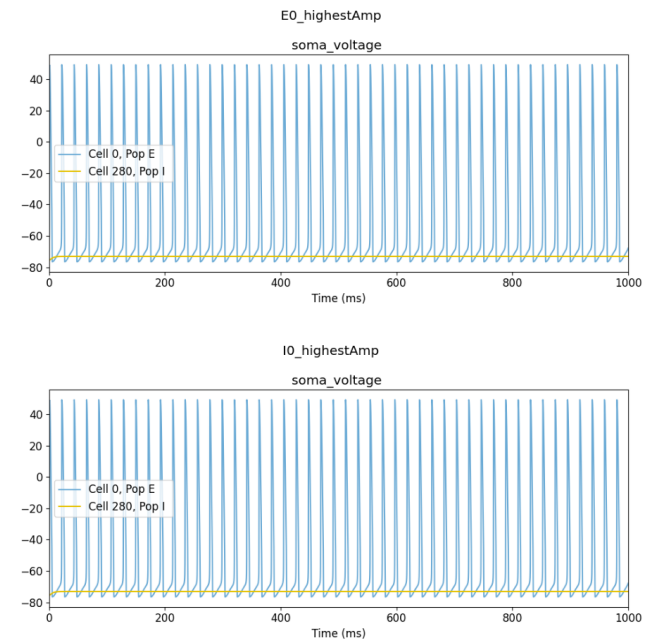 E0_highestAmp
soma_voltage
40
20
0
−20
−40
−60
−80
Cell 0, Pop E
Cell 280, Pop I
0 200 400 600 800 1000
Time (ms)
I0_highestAmp
soma_voltage
40
20
0
−20
−40
−60
−80
Cell 0, Pop E
Cell 280, Pop I
0 200 400 600 800 1000
Time (ms)